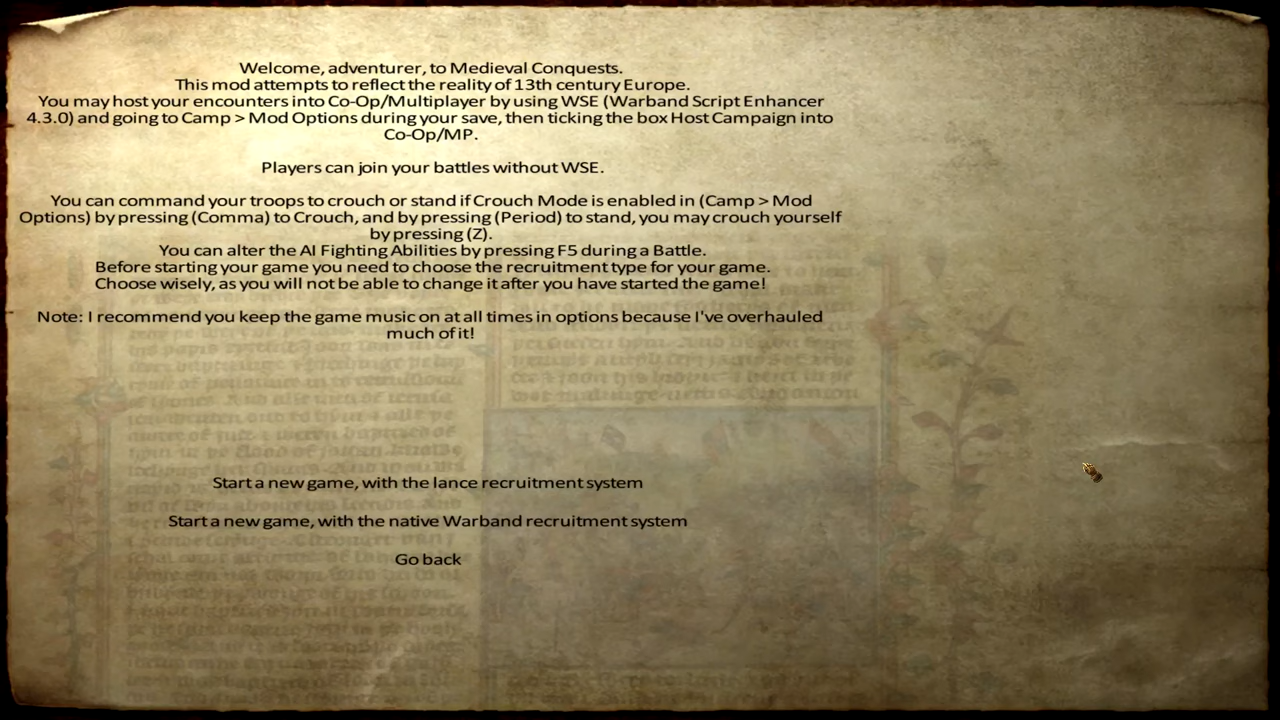 Welcome, adventurer, to Medieval Conquests.
This mod attempts to reflect the reality of 13th century Europe.
You may host your encounters into Co-Op/Multiplayer by using WSE (Warband Script Enhancer
4.3.0) and going to Camp > Mod Options during your save, then ticking the box Host Campaign into
Co-Op/MP.
Players can join your battles without WSE.
You can command your troops to crouch or stand if Crouch Mode is enabled in (Camp > Mod
Options) by pressing (Comma) to Crouch, and by pressing (Period) to stand, you may crouch yourself
by pressing (Z).
You can alter the AI Fighting Abilities by pressing F5 during a Battle.
Before starting your game you need to choose the recruitment type for your game.
Choose wisely, as you will not be able to change it after you have started the game!
Note: I recommend you keep the game music on at all times in options because I've overhauled
much of it!
Start a new game, with the lance recruitment system
Start a new game, with the native Warband recruitment system
Go back